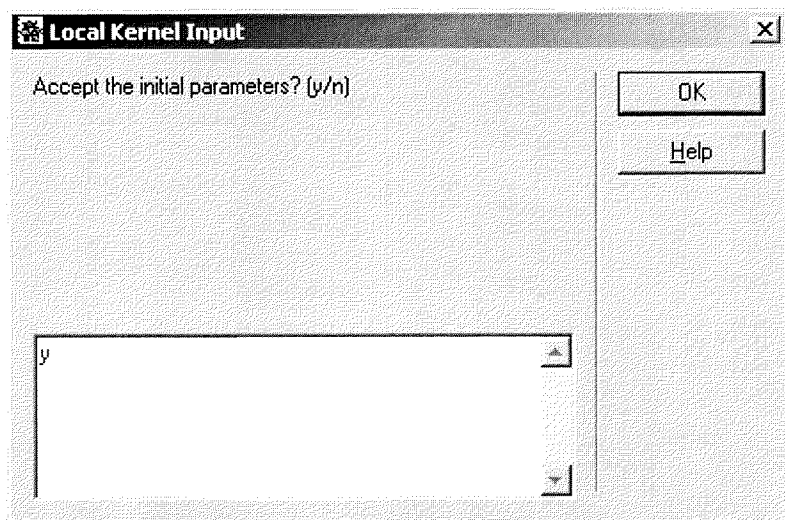 Local Kernel Input
Accept the initial parameters? (y/n)
OK
Help
y